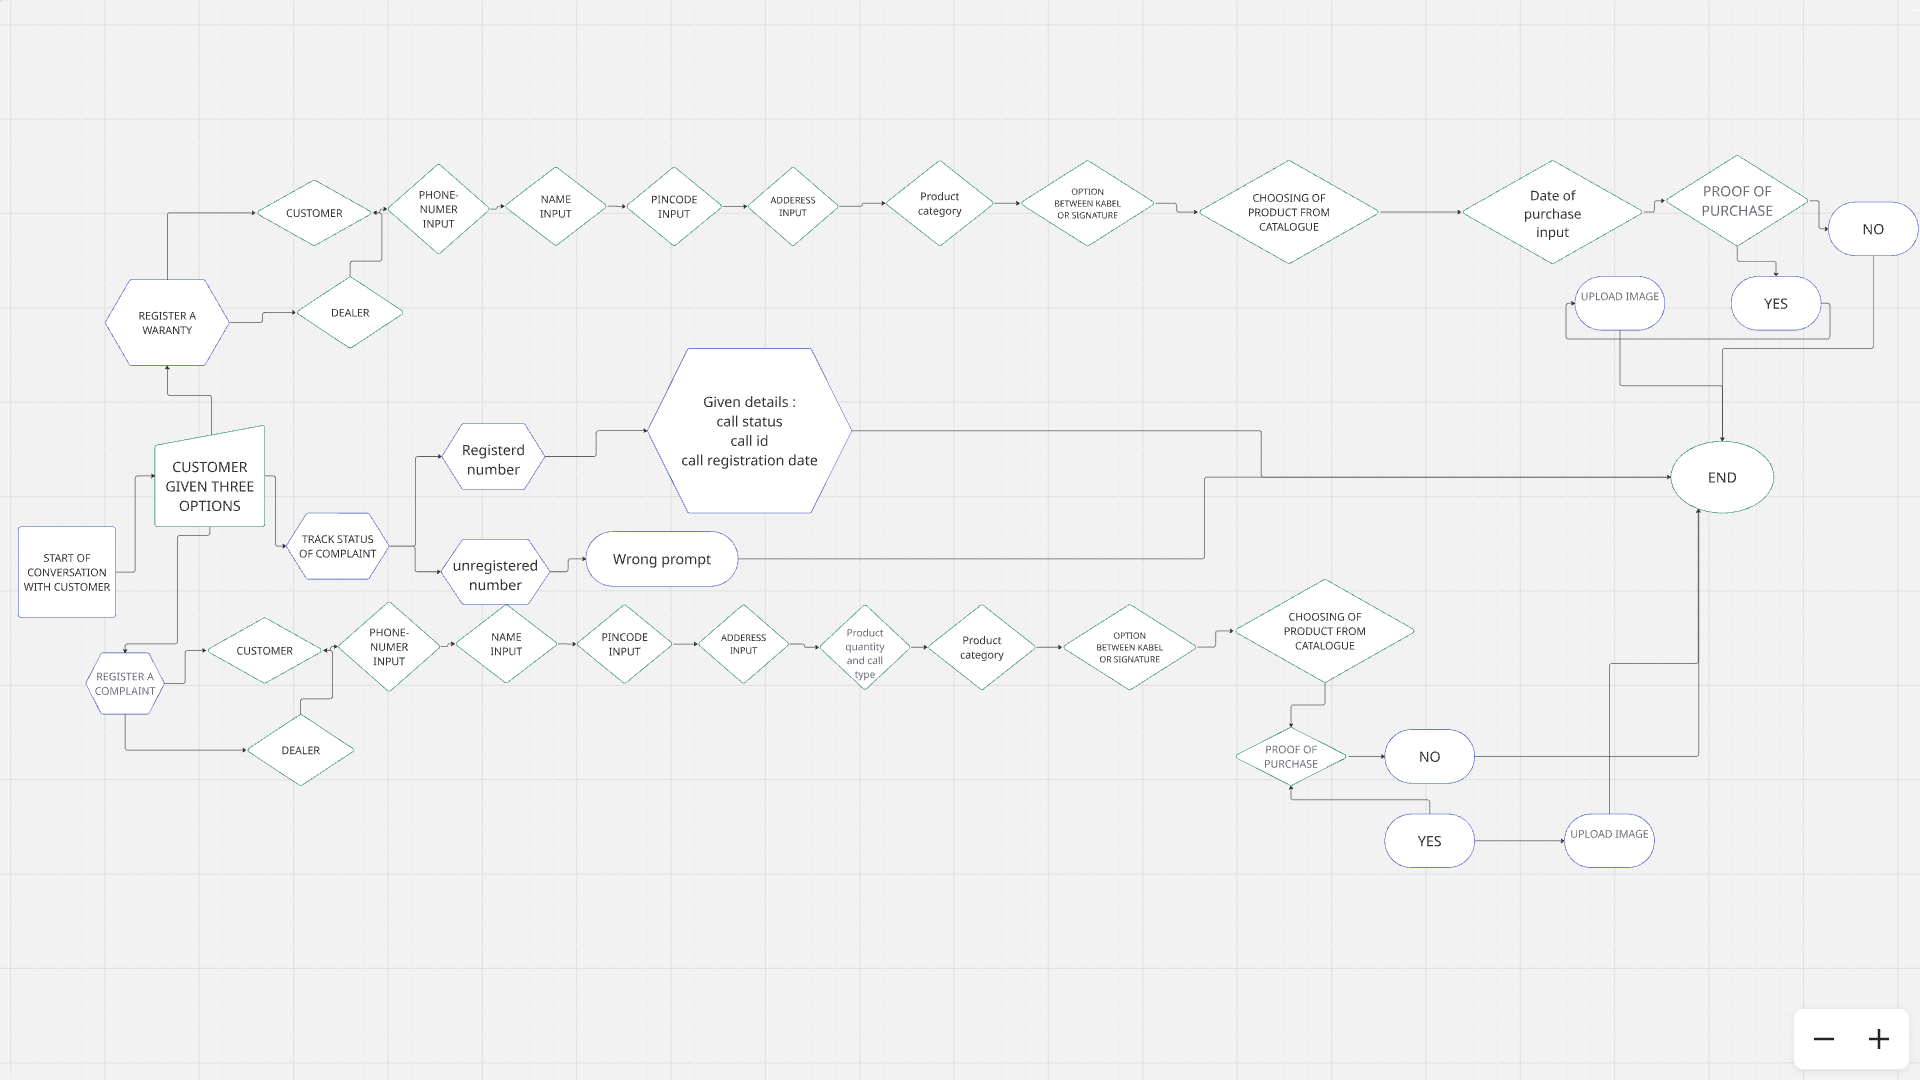 CUSTOMER
PHONE-
NUMER
INPUT
NAME
INPUT
PINCODE
INPUT
ADDERESS
INPUT
Product
category
OPTION
BETWEEN KABEL
OR SIGNATURE
CHOOSING OF
PRODUCT FROM
CATALOGUE
Date of
purchase
input
PROOF OF
PURCHASE
NO
UPLOAD IMAGE
YES
REGISTER A
WARANTY
DEALER
Given details :
call status
call id
call registration date
Registerd
number
CUSTOMER
GIVEN THREE
OPTIONS
END
TRACK STATUS
OF COMPLAINT
START OF
CONVERSATION
WITH CUSTOMER
unregistered
number
Wrong prompt
CUSTOMER
PHONE-
NUMER
INPUT
NAME
INPUT
PINCODE
INPUT
ADDERESS
INPUT
Product
quantity
and call
type
Product
category
OPTION
BETWEEN KABEL
OR SIGNATURE
CHOOSING OF
PRODUCT FROM
CATALOGUE
REGISTER A
COMPLAINT
DEALER
PROOF OF
PURCHASE
NO
YES
UPLOAD IMAGE